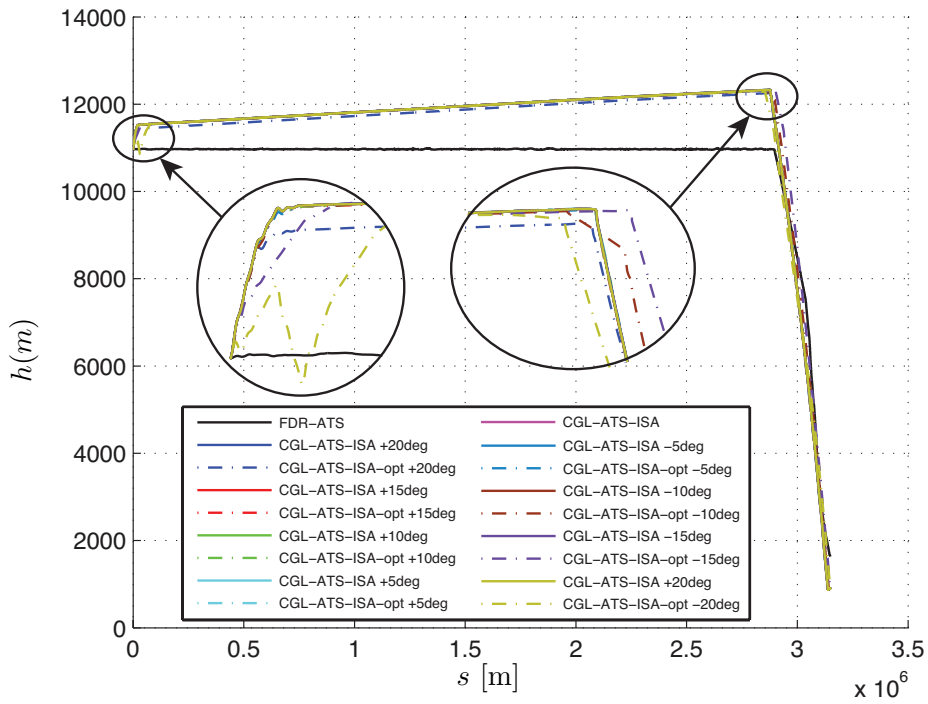 14000
12000
10000
8000
6000
4000
2000
0
h(m)
FDR-ATS
CGL-ATS-ISA +20deg
CGL-ATS-ISA-opt +20deg
CGL-ATS-ISA +15deg
CGL-ATS-ISA-opt +15deg
CGL-ATS-ISA +10deg
CGL-ATS-ISA-opt +10deg
CGL-ATS-ISA +5deg
CGL-ATS-ISA-opt +5deg
CGL-ATS-ISA
CGL-ATS-ISA -5deg
CGL-ATS-ISA-opt -5deg
CGL-ATS-ISA -10deg
CGL-ATS-ISA-opt -10deg
CGL-ATS-ISA -15deg
CGL-ATS-ISA-opt -15deg
CGL-ATS-ISA +20deg
CGL-ATS-ISA-opt -20deg
0 0.5 1 1.5 2 2.5 3 3.5
s [m]
x 10^6